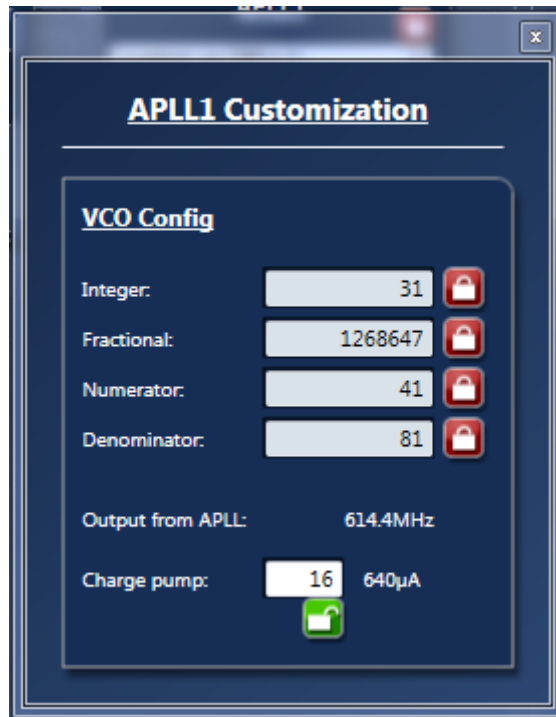 APLL1
x
APLL1 Customization
VCO Config
Integer: 31
Fractional: 1268647
Numerator: 41
Denominator: 81
Output from APLL: 614.4MHz
Charge pump: 16 640µA